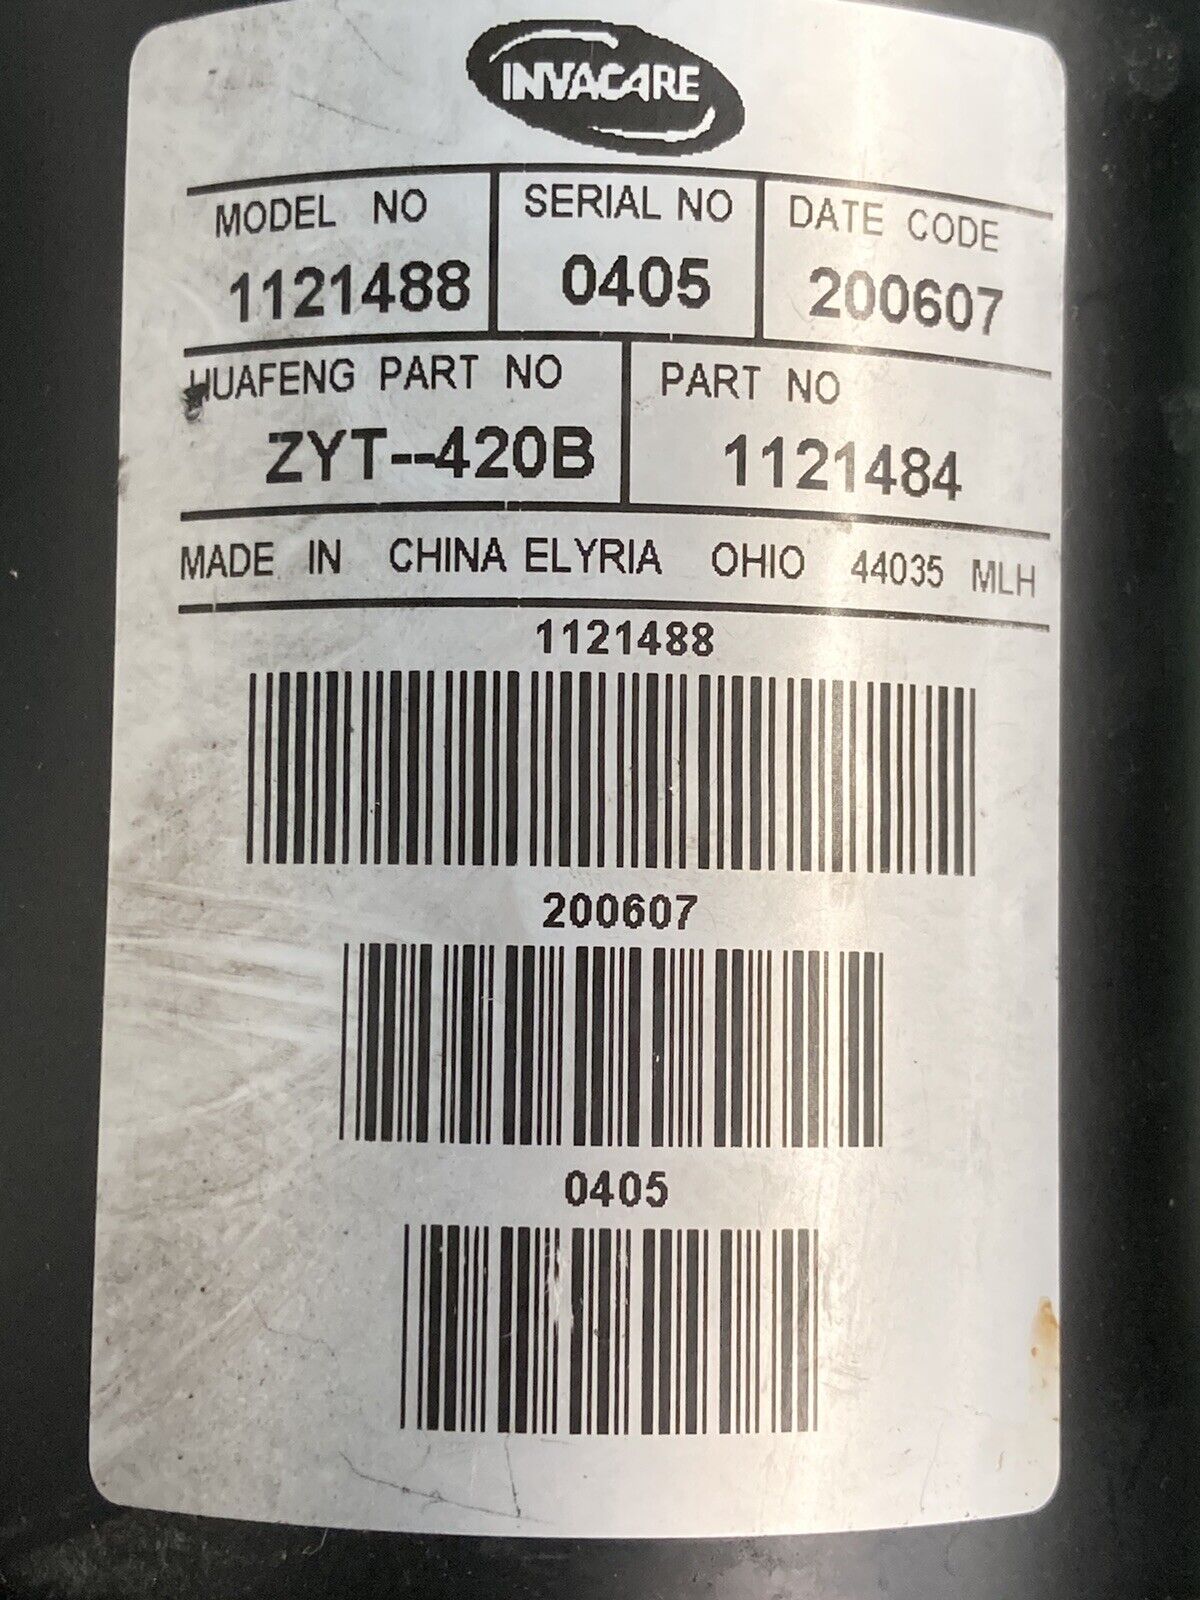 INVACARE
MODEL NO
SERIAL NO
DATE CODE
1121488
0405
200607
HUAFENG PART NO
PART NO
ZYT--420B
1121484
MADE IN CHINA ELYRIA OHIO 44035 MLH
1121488
200607
0405